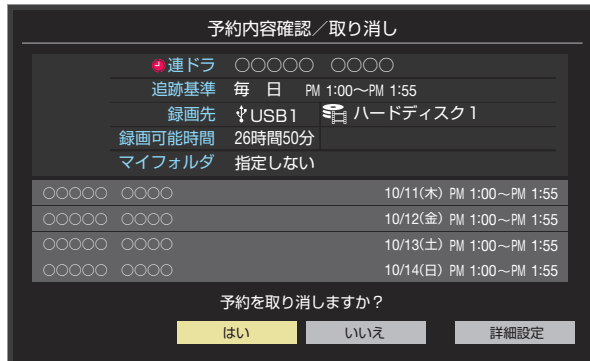 予約内容確認／取り消し
連ドラ ○○○○○ ○○○○
追跡基準 毎 日 PM 1:00～PM 1:55
録画先 USB1 ハードディスク1
録画可能時間 26時間50分
マイフォルダ 指定しない
○○○○○ ○○○○ 10/11(木) PM 1:00～PM 1:55
○○○○○ ○○○○ 10/12(金) PM 1:00～PM 1:55
○○○○○ ○○○○ 10/13(土) PM 1:00～PM 1:55
○○○○○ ○○○○ 10/14(日) PM 1:00～PM 1:55
予約を取り消しますか？
はい いいえ 詳細設定